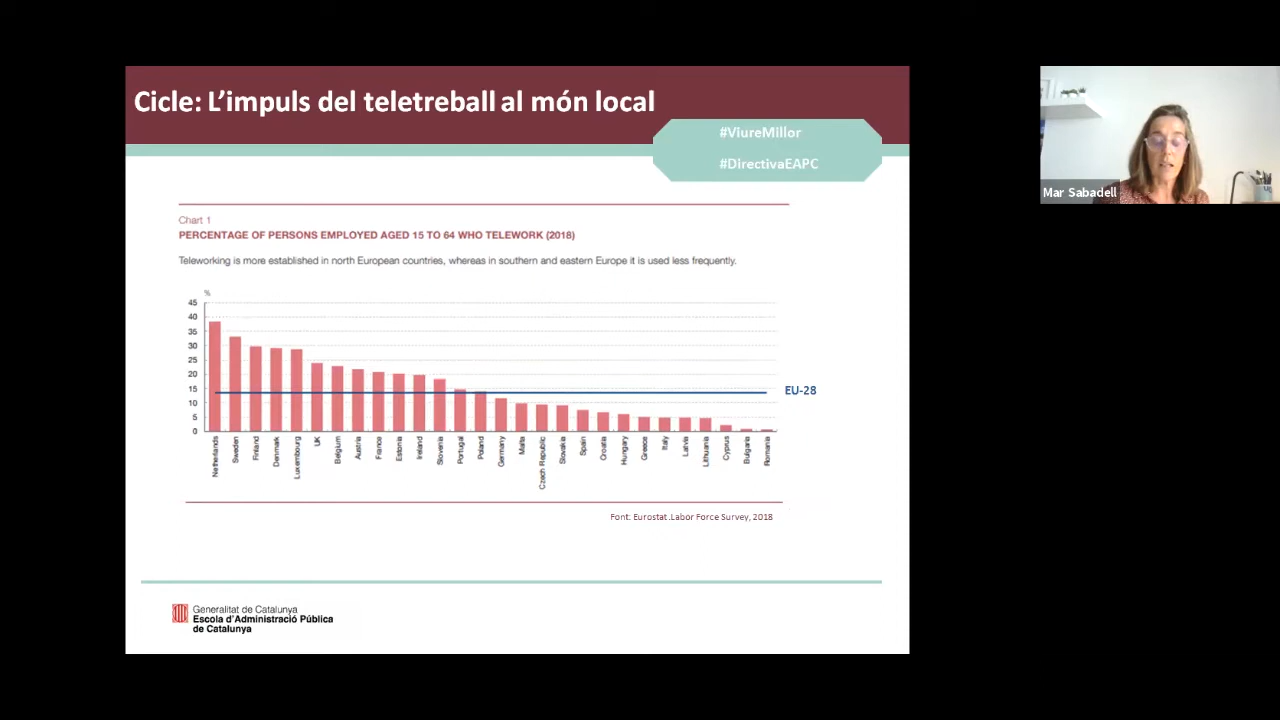 Cicle: L'impuls del teletreball al món local
#ViureMillor
#DirectivaEAPC
Chart 1
PERCENTAGE OF PERSONS EMPLOYED AGED 15 TO 64 WHO TELEWORK (2018)
Teleworking is more established in north European countries, whereas in southern and eastern Europe it is used less frequently.
%
45
40
35
30
25
20
15
10
5
0
EU-28
Netherlands
Sweden
Finland
Denmark
Luxembourg
UK
Belgium
Austria
France
Estonia
Ireland
Slovenia
Portugal
Poland
Germany
Malta
Czech Republic
Slovakia
Spain
Croatia
Hungary
Greece
Italy
Latvia
Lithuania
Cyprus
Bulgaria
Romania
Font: Eurostat.Labor Force Survey, 2018
Generalitat de Catalunya
Escola d'Administració Pública
de Catalunya
Mar Sabadell